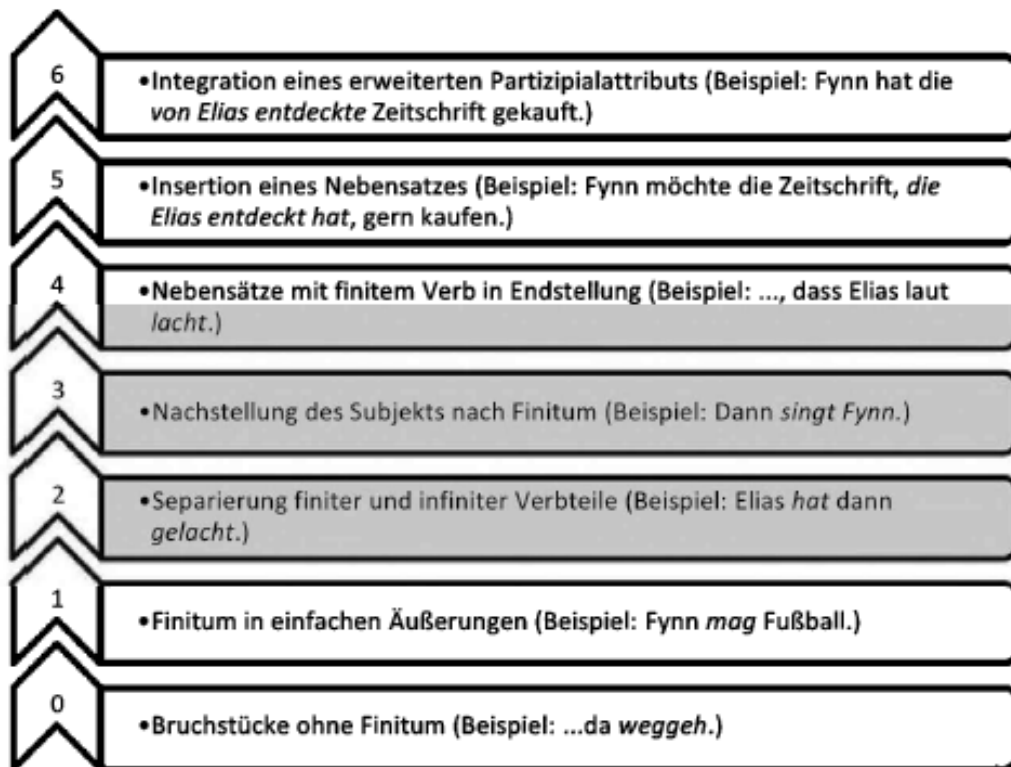 6
•Integration eines erweiterten Partizipialattributs (Beispiel: Fynn hat die
von Elias entdeckte Zeitschrift gekauft.)
5
•Insertion eines Nebensatzes (Beispiel: Fynn möchte die Zeitschrift, die
Elias entdeckt hat, gern kaufen.)
4
•Nebensätze mit finitem Verb in Endstellung (Beispiel: ..., dass Elias laut
lacht.)
3
•Nachstellung des Subjekts nach Finitum (Beispiel: Dann singt Fynn.)
2
•Separierung finiter und infiniter Verbteile (Beispiel: Elias hat dann
gelacht.)
1
•Finitum in einfachen Äußerungen (Beispiel: Fynn mag Fußball.)
0
•Bruchstücke ohne Finitum (Beispiel: ...da weggeh.)